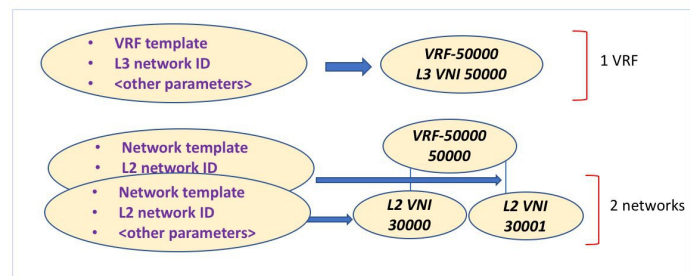 • VRF template
• L3 network ID
• <other parameters>
VRF-50000
L3 VNI 50000
1 VRF
• Network template
• L2 network ID
• Network template
• L2 network ID
• <other parameters>
VRF-50000
50000
L2 VNI
30000
L2 VNI
30001
2 networks